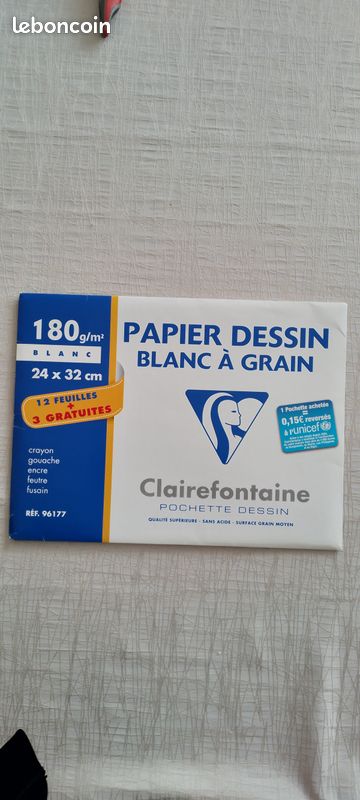 leboncoin
180g/m²
BLANC
24 x 32 cm
12 FEUILLES
+
3 GRATUITES
crayon
gouache
encre
feutre
fusain
RÉF. 96177
PAPIER DESSIN
BLANC À GRAIN
1 Pochette achetée
=
0,15€ reversés
à l'unicef
Clairefontaine
POCHETTE DESSIN
QUALITÉ SUPÉRIEURE - SANS ACIDE - SURFACE GRAIN MOYEN